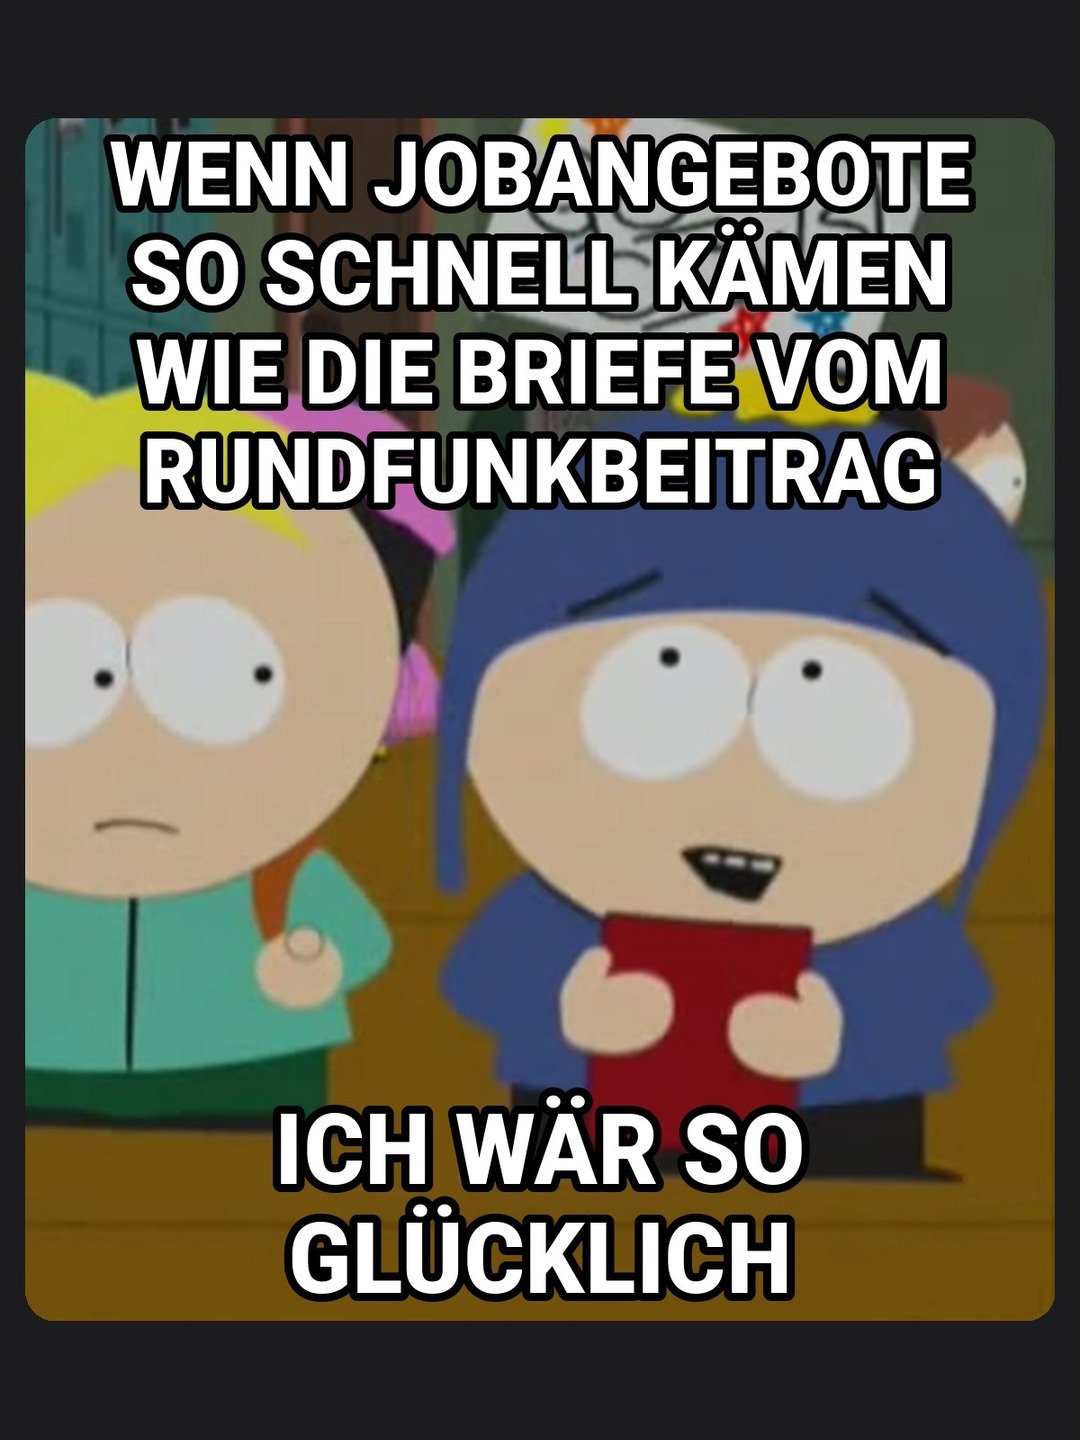 WENN JOBANGEBOTE
SO SCHNELL KÄMEN
WIE DIE BRIEFE VOM
RUNDFUNKBEITRAG
ICH WÄR SO
GLÜCKLICH